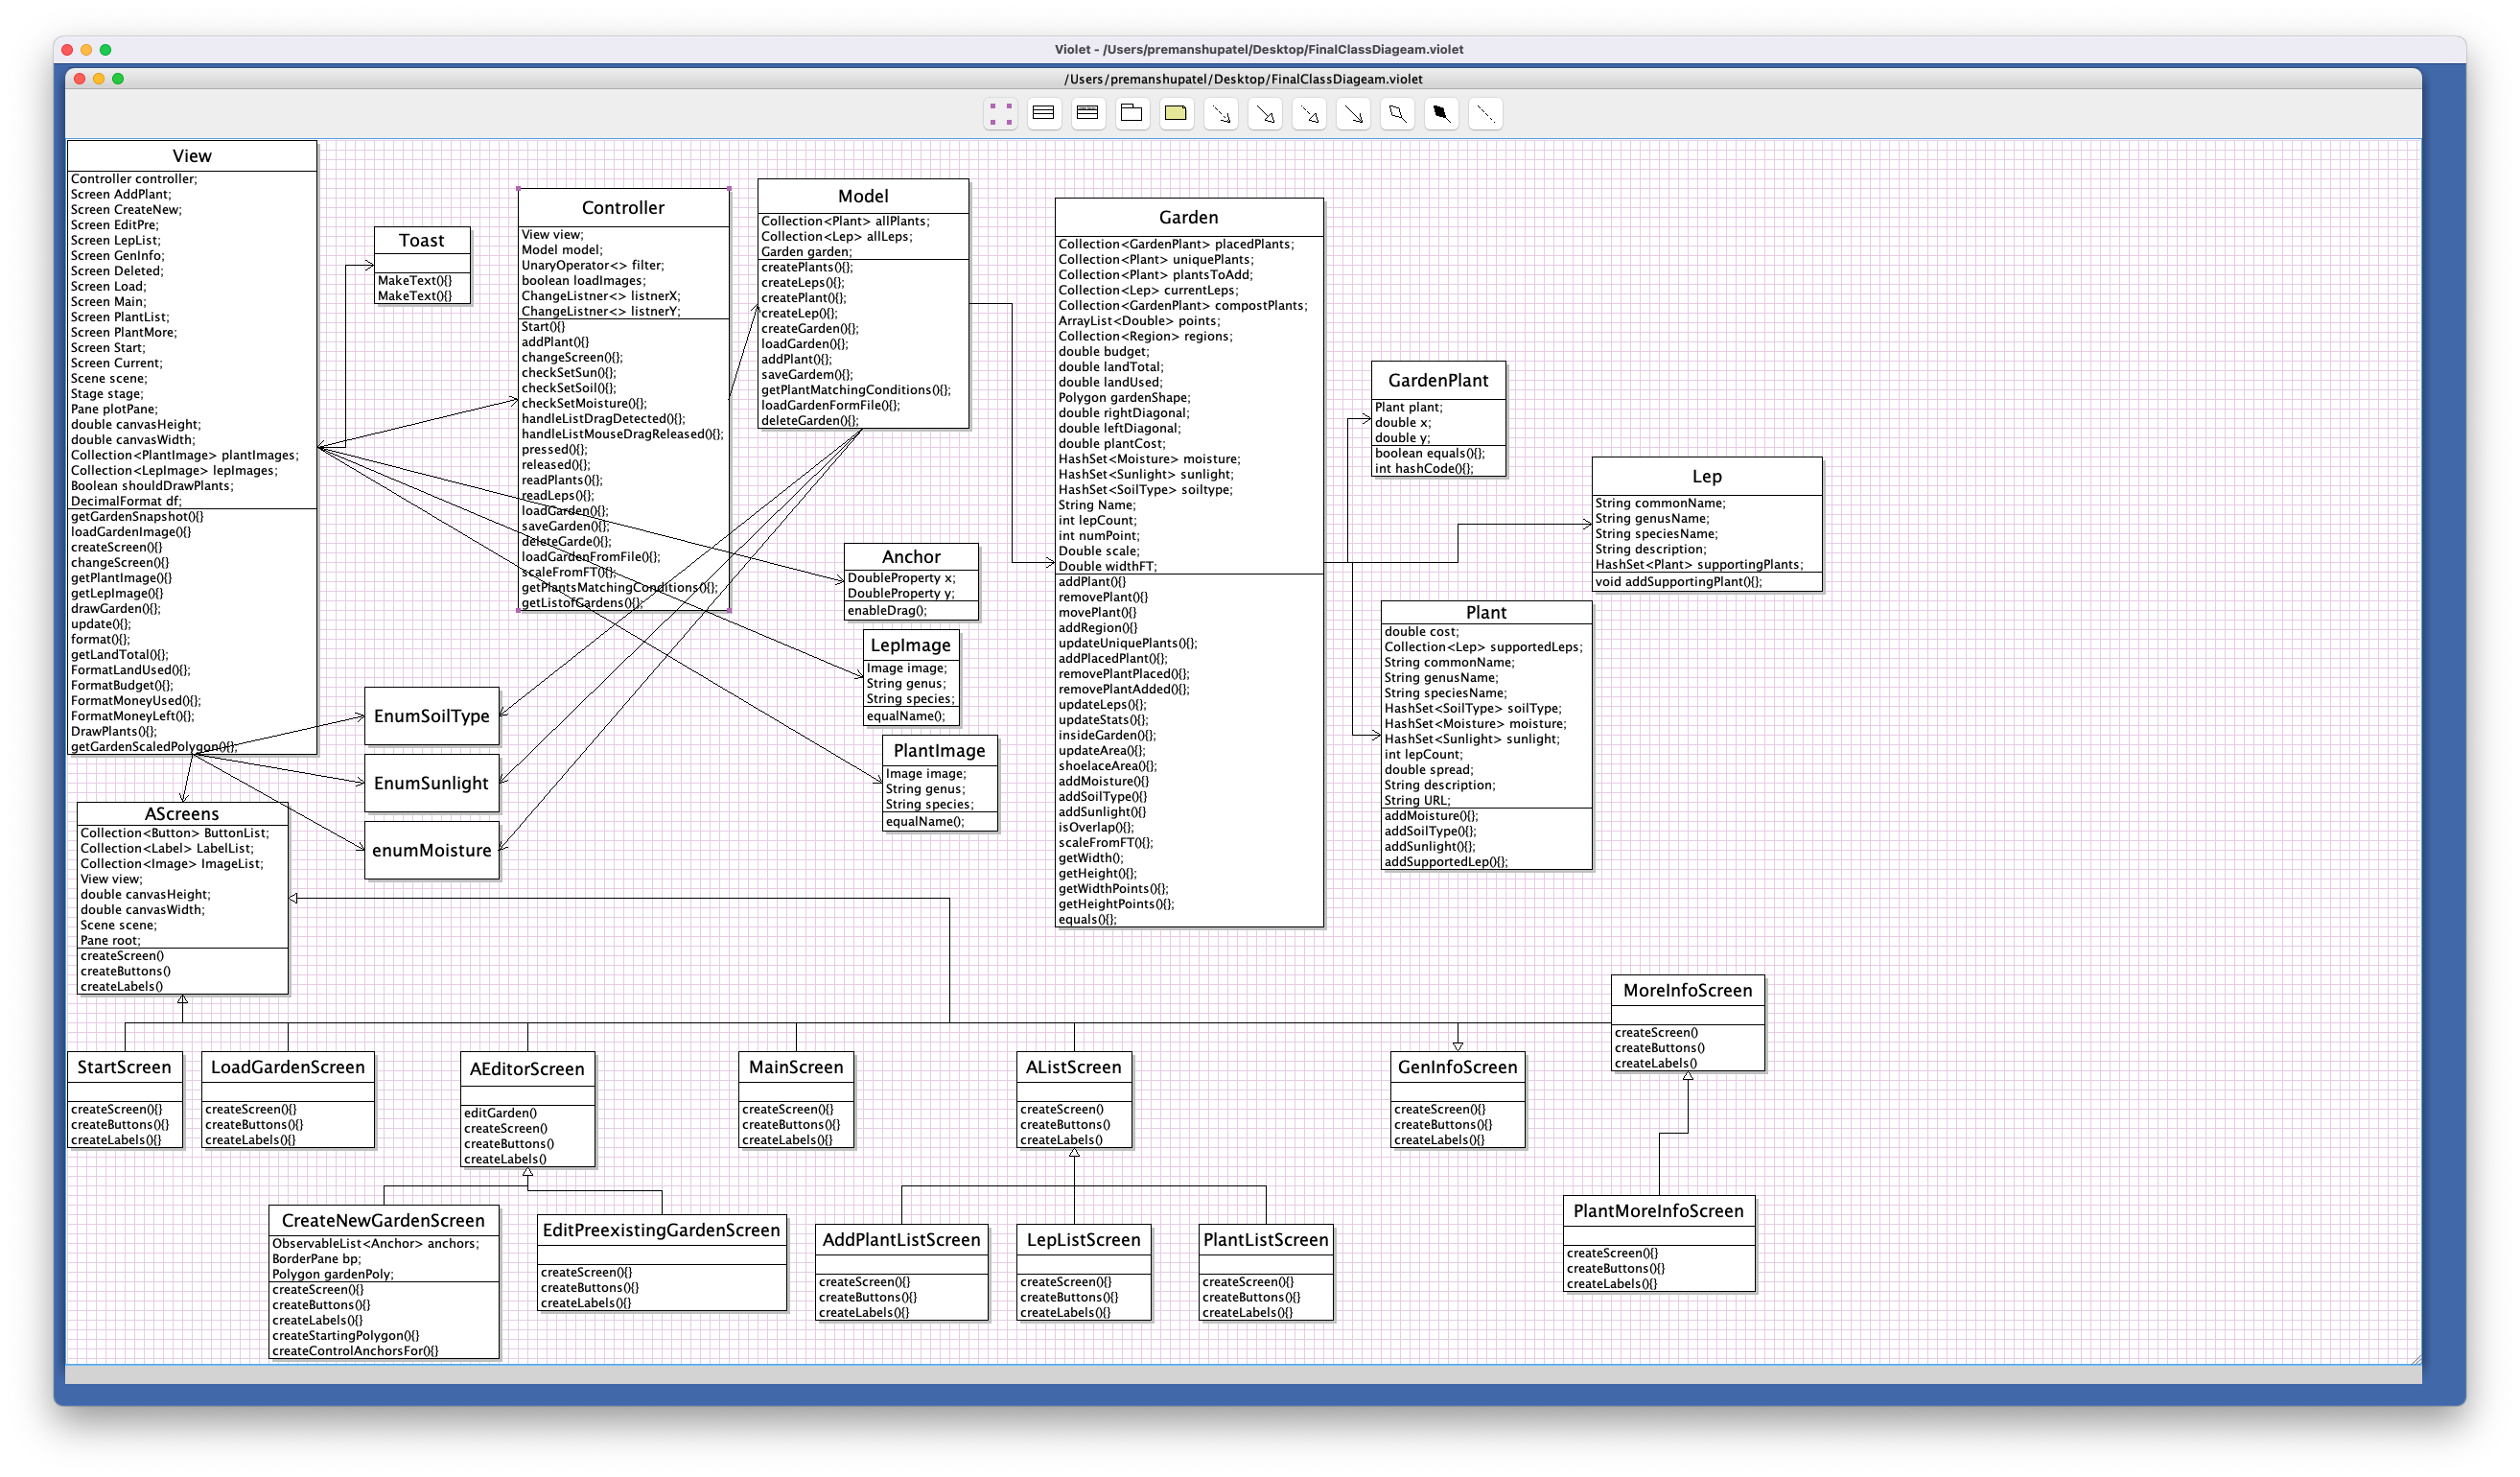 Violet - /Users/premanshupatel/Desktop/FinalClassDiageam.violet
/Users/premanshupatel/Desktop/FinalClassDiageam.violet
View
Controller controller;
Screen AddPlant;
Screen CreateNew;
Screen EditPre;
Screen LepList;
Screen GenInfo;
Screen Deleted;
Screen Load;
Screen Main;
Screen PlantList;
Screen PlantMore;
Screen Start;
Screen Current;
Scene scene;
Stage stage;
Pane plotPane;
double canvasHeight;
double canvasWidth;
Collection<PlantImage> plantImages;
Collection<LepImage> lepImages;
Boolean shouldDrawPlants;
DecimalFormat df;
getGardenSnapshot(){}
loadGardenImage(){}
createScreen(){}
changeScreen(){}
getPlantImage(){}
getLepImage(){}
drawGarden(){};
update(){};
format(){};
getLandTotal(){};
FormatLandUsed(){};
FormatBudget(){};
FormatMoneyUsed(){};
FormatMoneyLeft(){};
DrawPlants(){};
getGardenScaledPolygon(){};
Toast
MakeText(){}
MakeText(){}
Controller
View view;
Model model;
UnaryOperator<> filter;
boolean loadImages;
ChangeListner<> listnerX;
ChangeListner<> listnerY;
Start(){}
addPlant(){}
changeScreen(){};
checkSetSun(){};
checkSetSoil(){};
checkSetMoisture(){};
handleListDragDetected(){};
handleListMouseDragReleased(){};
pressed(){};
released(){};
readPlants(){};
readLeps(){};
loadGarden(){};
saveGarden(){};
deleteGarde(){};
loadGardenFromFile(){};
scaleFromFT(){};
getPlantsMatchingConditions(){};
getListofGardens(){};
Model
Collection<Plant> allPlants;
Collection<Lep> allLeps;
Garden garden;
createPlants(){};
createLeps(){};
createPlant(){};
createLep(){};
createGarden(){};
loadGarden(){};
addPlant(){};
saveGardem(){};
getPlantMatchingConditions(){};
loadGardenFormFile(){};
deleteGarden(){};
Garden
Collection<GardenPlant> placedPlants;
Collection<Plant> uniquePlants;
Collection<Plant> plantsToAdd;
Collection<Lep> currentLeps;
Collection<GardenPlant> compostPlants;
ArrayList<Double> points;
Collection<Region> regions;
double budget;
double landTotal;
double landUsed;
Polygon gardenShape;
double rightDiagonal;
double leftDiagonal;
double plantCost;
HashSet<Moisture> moisture;
HashSet<Sunlight> sunlight;
HashSet<SoilType> soiltype;
String Name;
int lepCount;
int numPoint;
Double scale;
Double widthFT;
addPlant(){}
removePlant(){}
movePlant(){}
addRegion(){}
updateUniquePlants(){};
addPlacedPlant(){};
removePlantPlaced(){};
removePlantAdded(){};
updateLeps(){};
updateStats(){};
insideGarden(){};
updateArea(){};
shoelaceArea(){};
addMoisture(){}
addSoilType(){}
addSunlight(){}
isOverlap(){};
scaleFromFT(){};
getWidth();
getHeight(){};
getWidthPoints(){};
getHeightPoints(){};
equals(){};
GardenPlant
Plant plant;
double x;
double y;
boolean equals(){};
int hashCode(){};
Lep
String commonName;
String genusName;
String speciesName;
String description;
HashSet<Plant> supportingPlants;
void addSupportingPlant(){};
Plant
double cost;
Collection<Lep> supportedLeps;
String commonName;
String genusName;
String speciesName;
HashSet<SoilType> soilType;
HashSet<Moisture> moisture;
HashSet<Sunlight> sunlight;
int lepCount;
double spread;
String description;
String URL;
addMoisture(){};
addSoilType(){};
addSunlight(){};
addSupportedLep(){};
Anchor
DoubleProperty x;
DoubleProperty y;
enableDrag();
LepImage
Image image;
String genus;
String species;
equalName();
PlantImage
Image image;
String genus;
String species;
equalName();
EnumSoilType
EnumSunlight
enumMoisture
AScreens
Collection<Button> ButtonList;
Collection<Label> LabelList;
Collection<Image> ImageList;
View view;
double canvasHeight;
double canvasWidth;
Scene scene;
Pane root;
createScreen()
createButtons()
createLabels()
MoreInfoScreen
createScreen()
createButtons()
createLabels()
StartScreen
createScreen(){}
createButtons(){}
createLabels(){}
LoadGardenScreen
createScreen(){}
createButtons(){}
createLabels(){}
AEditorScreen
editGarden()
createScreen()
createButtons()
createLabels()
MainScreen
createScreen(){}
createButtons(){}
createLabels(){}
AListScreen
createScreen()
createButtons()
createLabels()
GenInfoScreen
createScreen(){}
createButtons(){}
createLabels(){}
CreateNewGardenScreen
ObservableList<Anchor> anchors;
BorderPane bp;
Polygon gardenPoly;
createScreen(){}
createButtons(){}
createLabels(){}
createStartingPolygon(){}
createControlAnchorsFor(){}
EditPreexistingGardenScreen
createScreen(){}
createButtons(){}
createLabels(){}
AddPlantListScreen
createScreen(){}
createButtons(){}
createLabels(){}
LepListScreen
createScreen(){}
createButtons(){}
createLabels(){}
PlantListScreen
createScreen(){}
createButtons(){}
createLabels(){}
PlantMoreInfoScreen
createScreen(){}
createButtons(){}
createLabels(){}